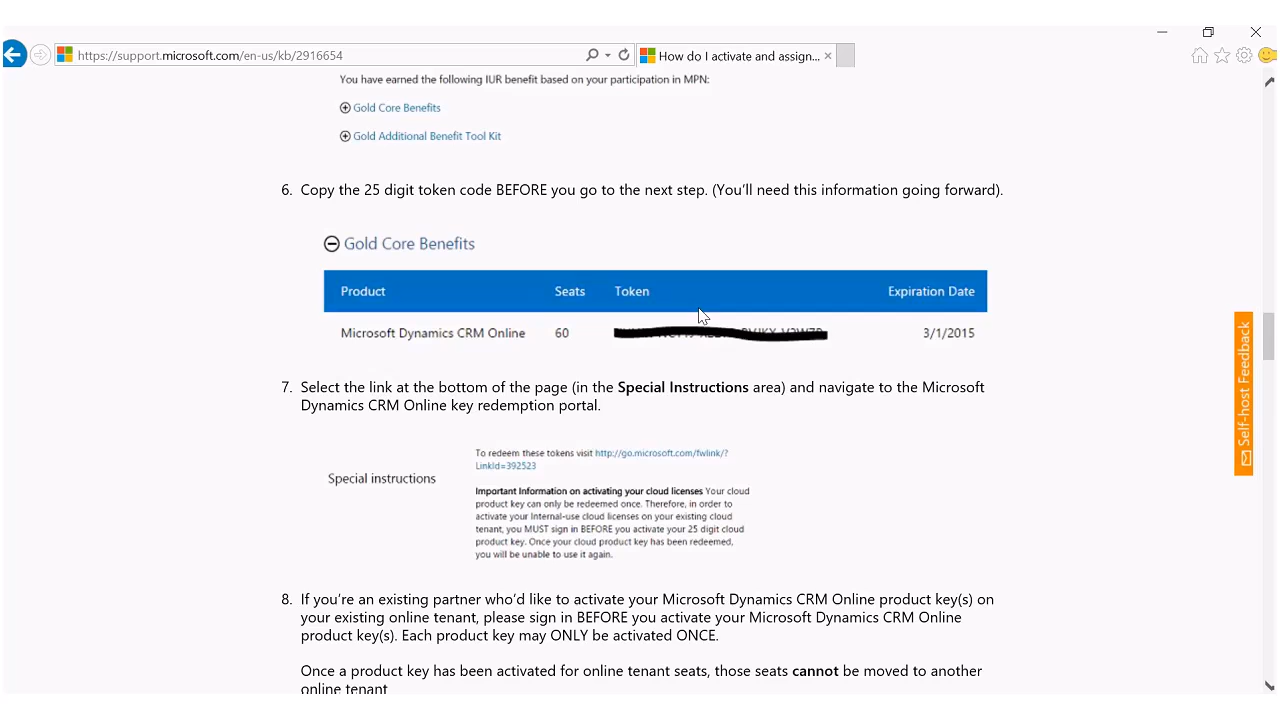 https://support.microsoft.com/en-us/kb/2916654
How do I activate and assign...
You have earned the following IUR benefit based on your participation in MPN:
Gold Core Benefits
Gold Additional Benefit Tool Kit
6. Copy the 25 digit token code BEFORE you go to the next step. (You'll need this information going forward).
Gold Core Benefits
Product Seats Token Expiration Date
Microsoft Dynamics CRM Online 60 3/1/2015
7. Select the link at the bottom of the page (in the Special Instructions area) and navigate to the Microsoft
Dynamics CRM Online key redemption portal.
To redeem these tokens visit http://go.microsoft.com/fwlink/?
LinkId=392523
Special instructions
Important Information on activating your cloud licenses Your cloud
product key can only be redeemed once. Therefore, in order to
activate your Internal-use cloud licenses on your existing cloud
tenant, you MUST sign in BEFORE you activate your 25 digit cloud
product key. Once your cloud product key has been redeemed,
you will be unable to use it again.
8. If you're an existing partner who'd like to activate your Microsoft Dynamics CRM Online product key(s) on
your existing online tenant, please sign in BEFORE you activate your Microsoft Dynamics CRM Online
product key(s). Each product key may ONLY be activated ONCE.
Once a product key has been activated for online tenant seats, those seats cannot be moved to another
online tenant
Self-host Feedback